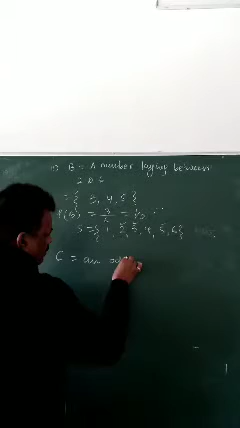 B = A number lying between
2 & 6
= { 3, 4, 5 }
P(B) = 3/6 = 1/2
S = { 1, 2, 3, 4, 5, 6 }
C = an